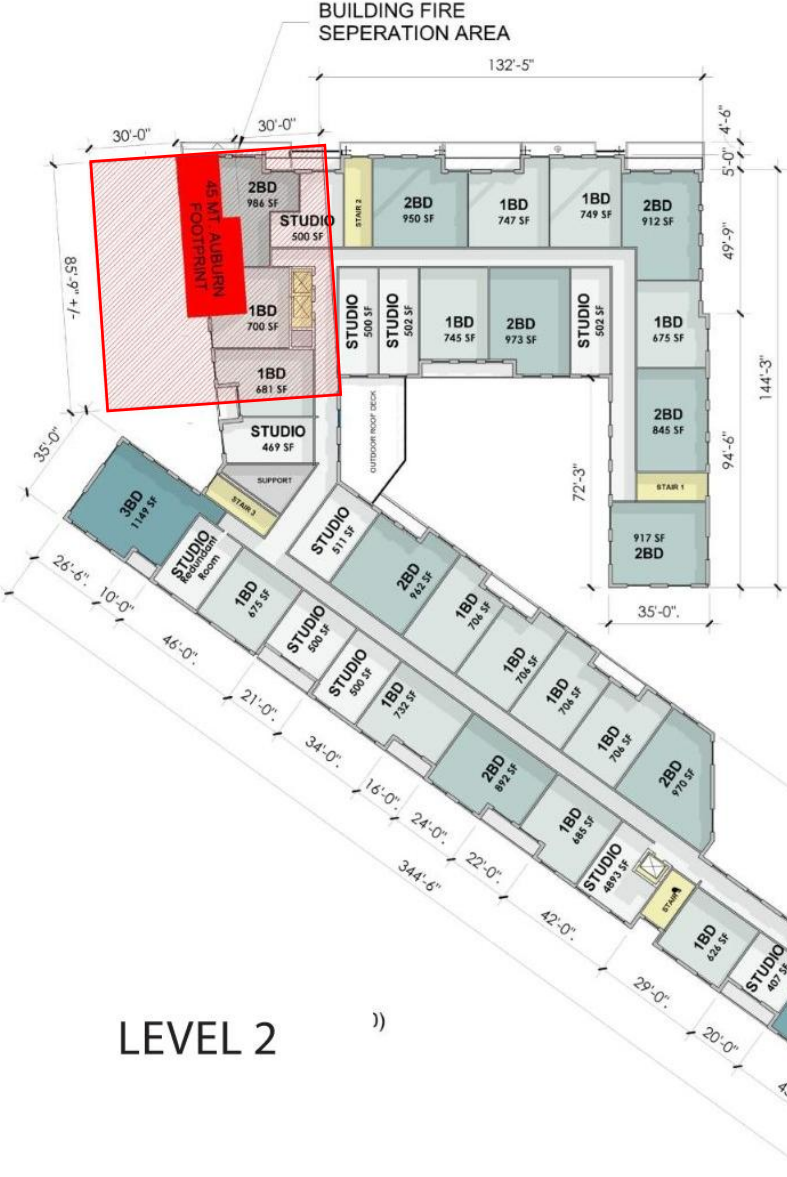 BUILDING FIRE
SEPERATION AREA
132'-5"
30'-0"
30'-0"
4'-6"
5'-0"
2BD
986 SF
STUDIO
500 SF
STAIR 2
2BD
950 SF
1BD
747 SF
1BD
749 SF
2BD
912 SF
49'-9"
45 MT. AUBURN
FOOTPRINT
85'-9" +/-
1BD
700 SF
STUDIO
500 SF
STUDIO
502 SF
1BD
745 SF
2BD
973 SF
STUDIO
502 SF
1BD
675 SF
144'-3"
1BD
681 SF
2BD
845 SF
OUTDOOR ROOF DECK
STUDIO
469 SF
94'-6"
72'-3"
35'-0"
SUPPORT
STAIR 1
STAIR 3
3BD
1149 SF
STUDIO
511 SF
917 SF
2BD
STUDIO
Redundant
Room
2BD
962 SF
26'-6".
10'-0"
1BD
675 SF
1BD
706 SF
35'-0".
46'-0".
STUDIO
500 SF
1BD
706 SF
STUDIO
500 SF
1BD
706 SF
21'-0".
1BD
732 SF
1BD
706 SF
34'-0".
2BD
892 SF
2BD
970 SF
16'-0".
24'-0".
1BD
685 SF
22'-0".
STUDIO
4893 SF
344'-6"
42'-0".
STAIR
1BD
626 SF
STUDIO
407 SF
29'-0".
20'-0"
LEVEL 2
))